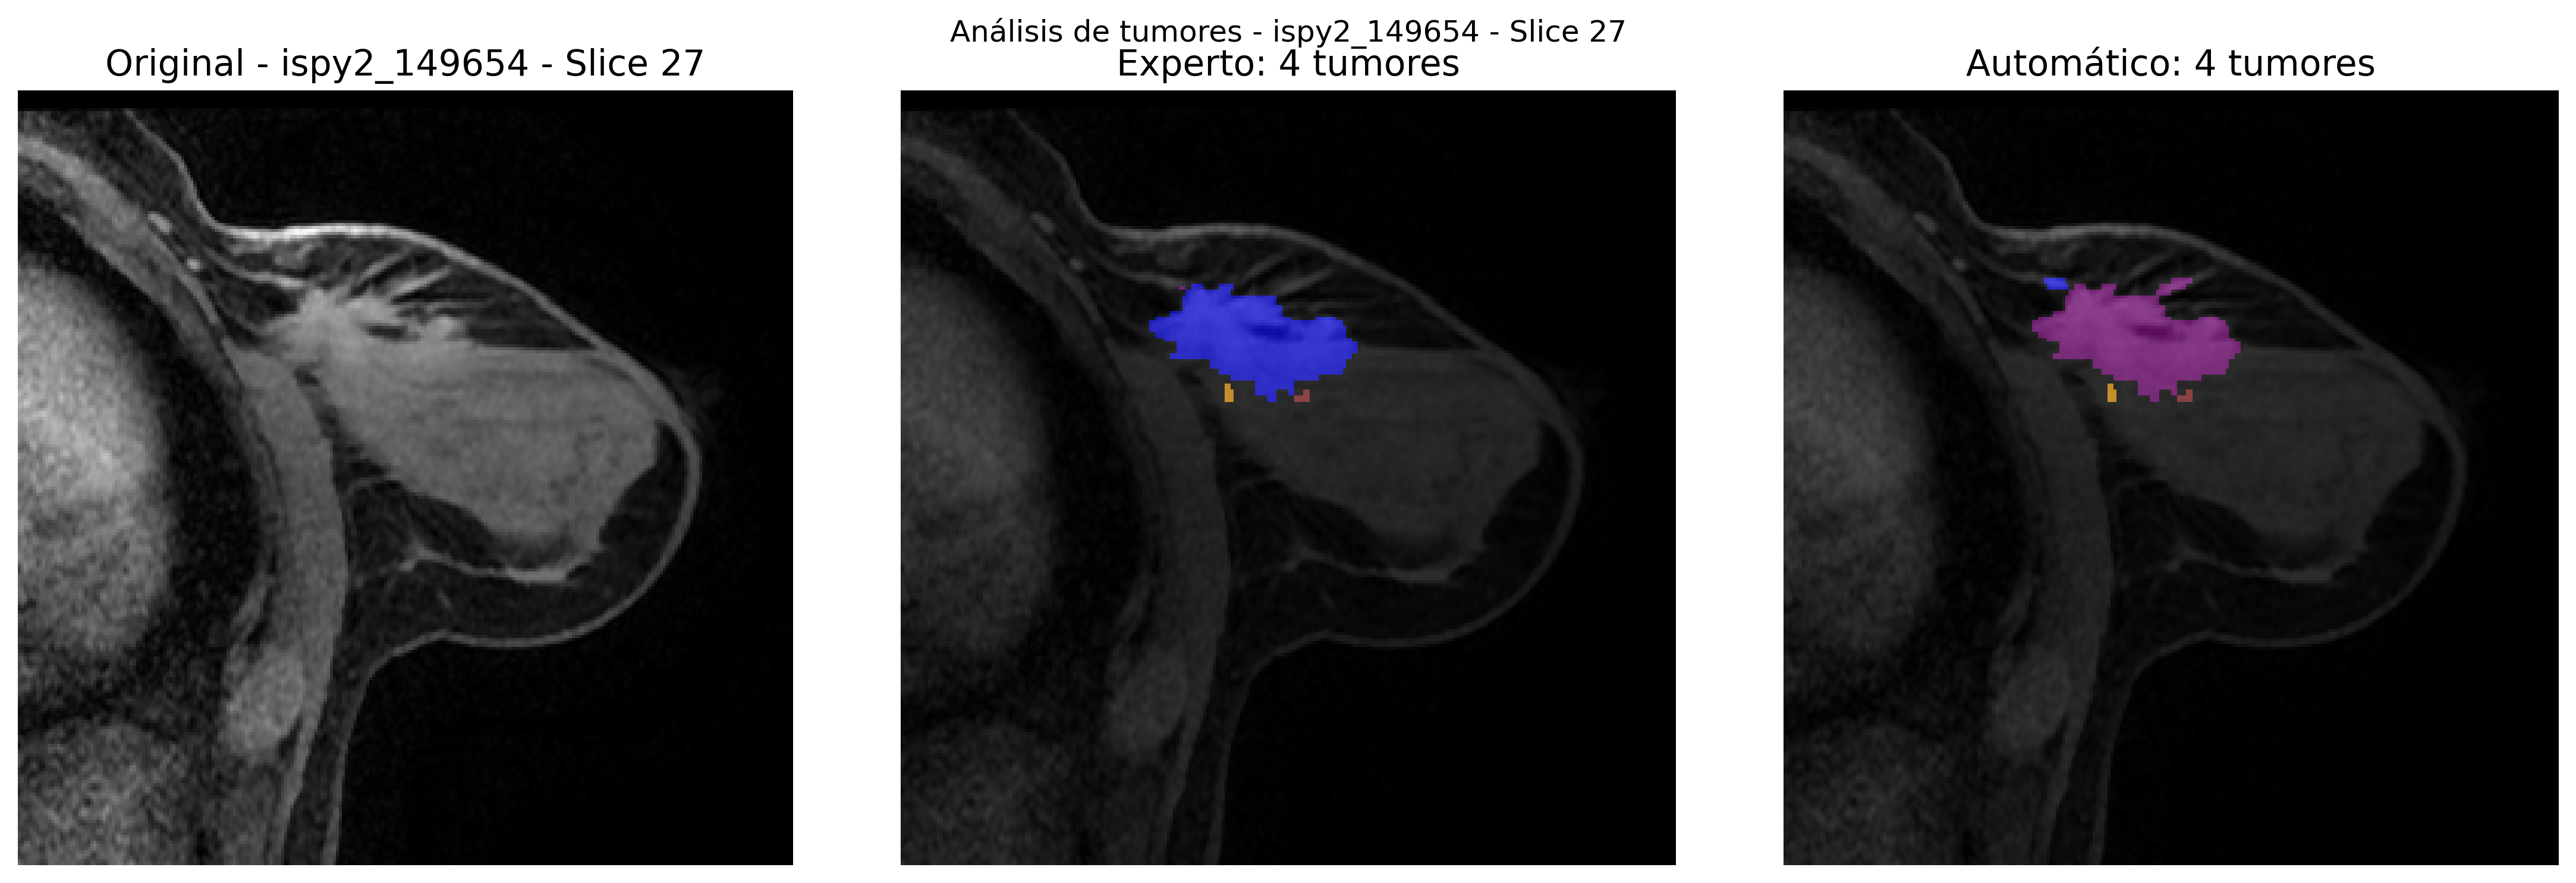 Análisis de tumores - ispy2_149654 - Slice 27
Original - ispy2_149654 - Slice 27
Experto: 4 tumores
Automático: 4 tumores